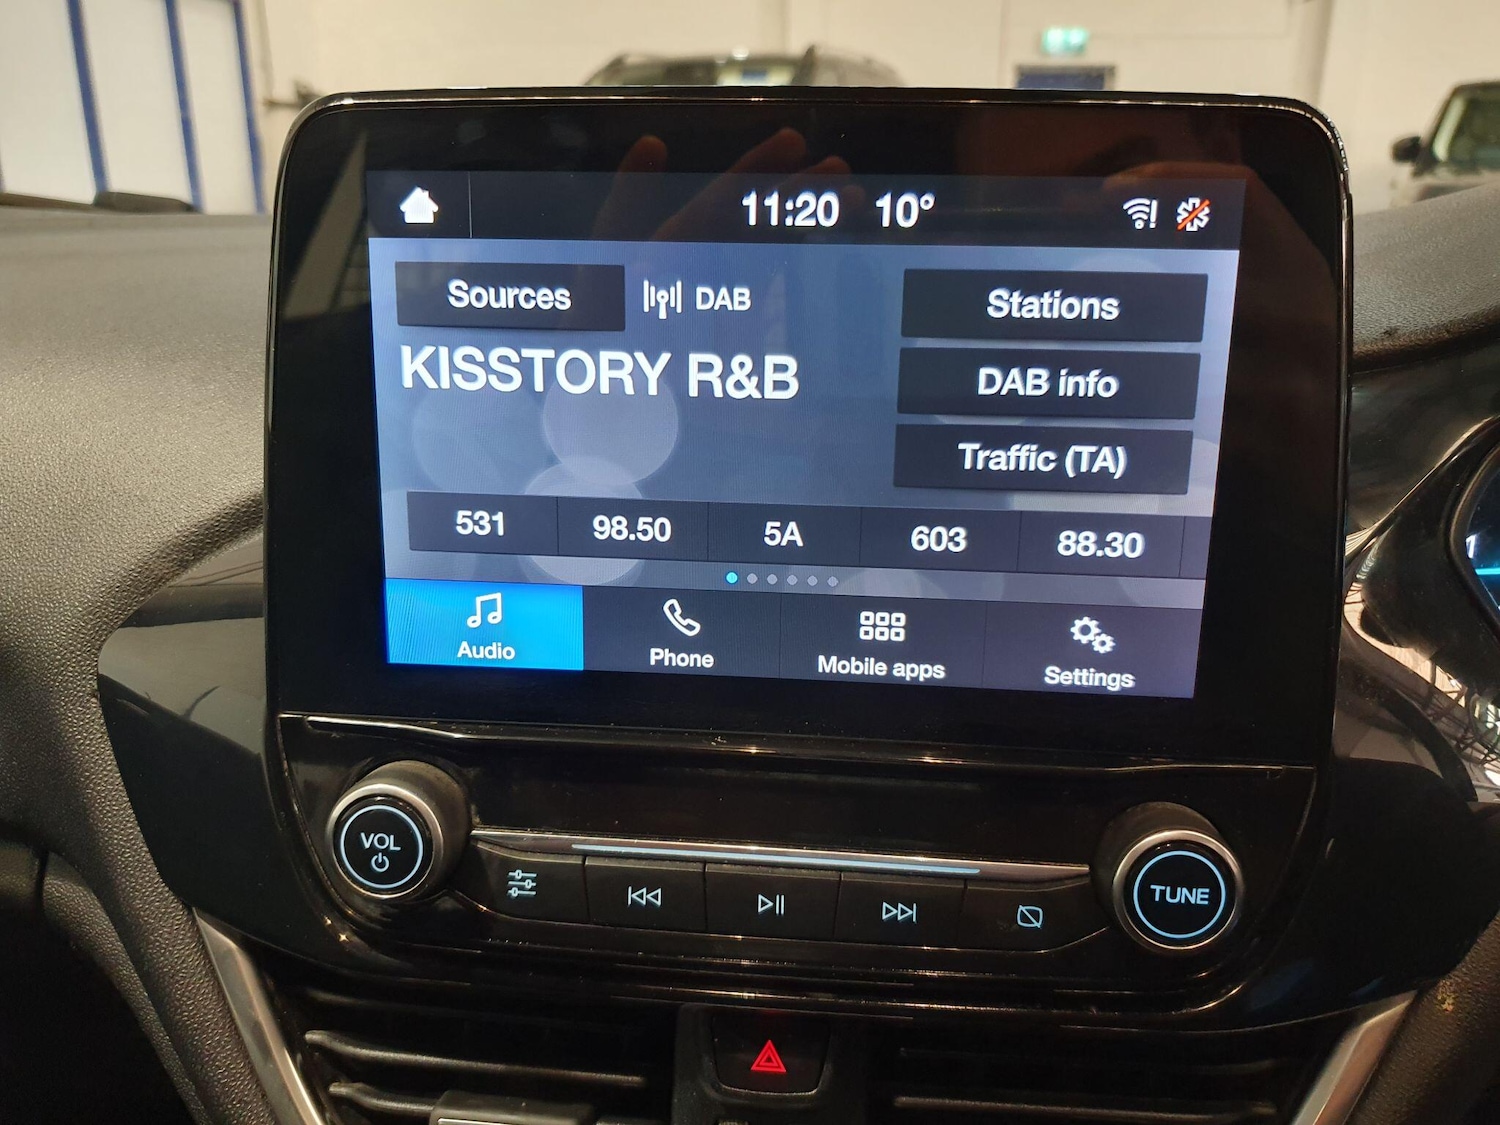 11:20 10°
Sources DAB Stations
KISSTORY R&B
DAB info
Traffic (TA)
531 98.50 5A 603 88.30
Audio Phone Mobile apps Settings
VOL
TUNE